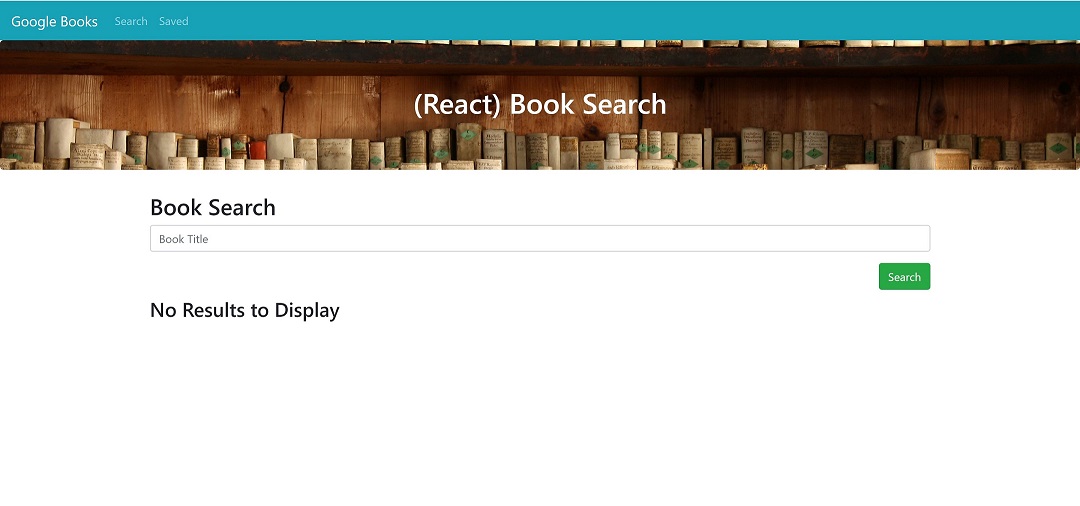 Google Books Search Saved
(React) Book Search
Book Search
Book Title
Search
No Results to Display